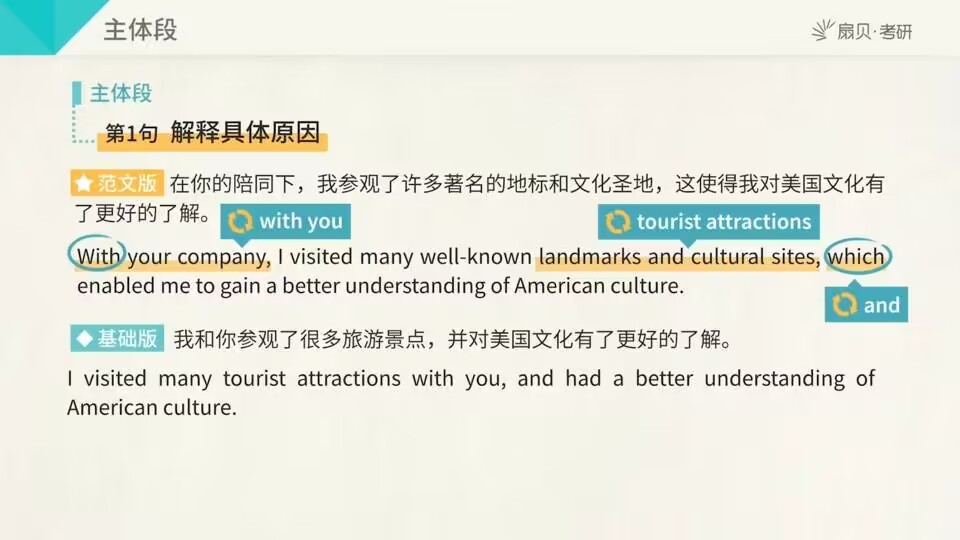 主体段
扇贝·考研
主体段
第1句 解释具体原因
范文版 在你的陪同下，我参观了许多著名的地标和文化圣地，这使得我对美国文化有
了更好的了解。
with you
tourist attractions
With your company, I visited many well-known landmarks and cultural sites, which
enabled me to gain a better understanding of American culture.
and
基础版 我和你参观了很多旅游景点，并对美国文化有了更好的了解。
I visited many tourist attractions with you, and had a better understanding of
American culture.